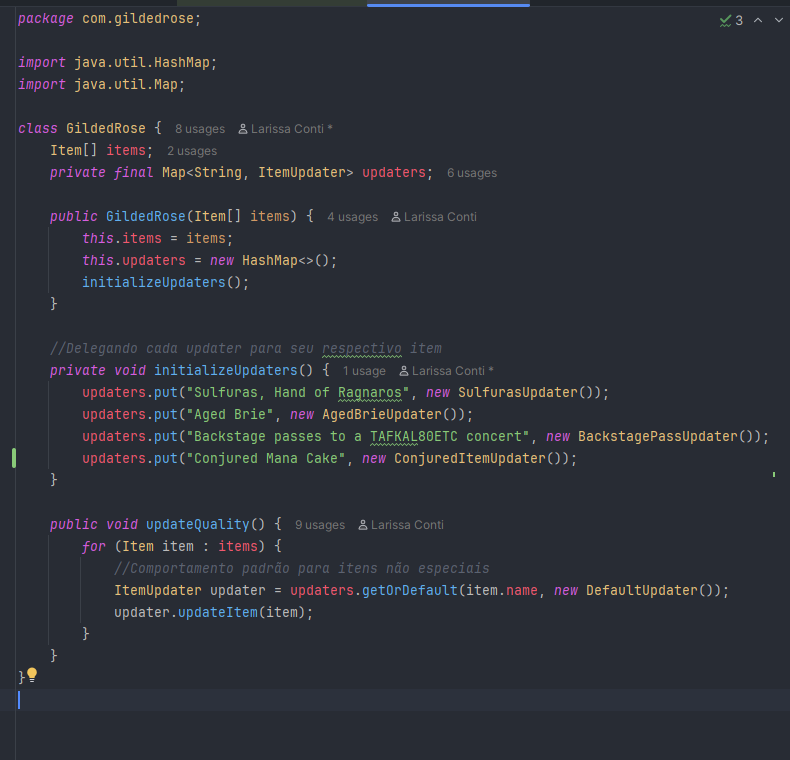 package com.gildedrose;
3
import java.util.HashMap;
import java.util.Map;
class GildedRose { 8 usages Larissa Conti *
Item[] items; 2 usages
private final Map<String, ItemUpdater> updaters; 6 usages
public GildedRose(Item[] items) { 4 usages Larissa Conti
this.items = items;
this.updaters = new HashMap<>();
initializeUpdaters();
}
//Delegando cada updater para seu respectivo item
private void initializeUpdaters() { 1 usage Larissa Conti *
updaters.put("Sulfuras, Hand of Ragnaros", new SulfurasUpdater());
updaters.put("Aged Brie", new AgedBrieUpdater());
updaters.put("Backstage passes to a TAFKAL80ETC concert", new BackstagePassUpdater());
updaters.put("Conjured Mana Cake", new ConjuredItemUpdater());
}
public void updateQuality() { 9 usages Larissa Conti
for (Item item : items) {
//Comportamento padrão para itens não especiais
ItemUpdater updater = updaters.getOrDefault(item.name, new DefaultUpdater());
updater.updateItem(item);
}
}
}